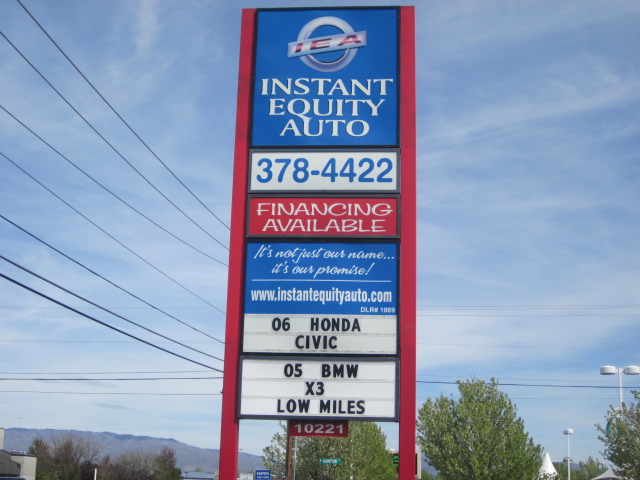 IEA
INSTANT
EQUITY
AUTO
378-4422
FINANCING
AVAILABLE
It's not just our name...
it's our promise!
www.instantequityauto.com
DLR# 1089
06 HONDA
CIVIC
05 BMW
X3
LOW MILES
10221